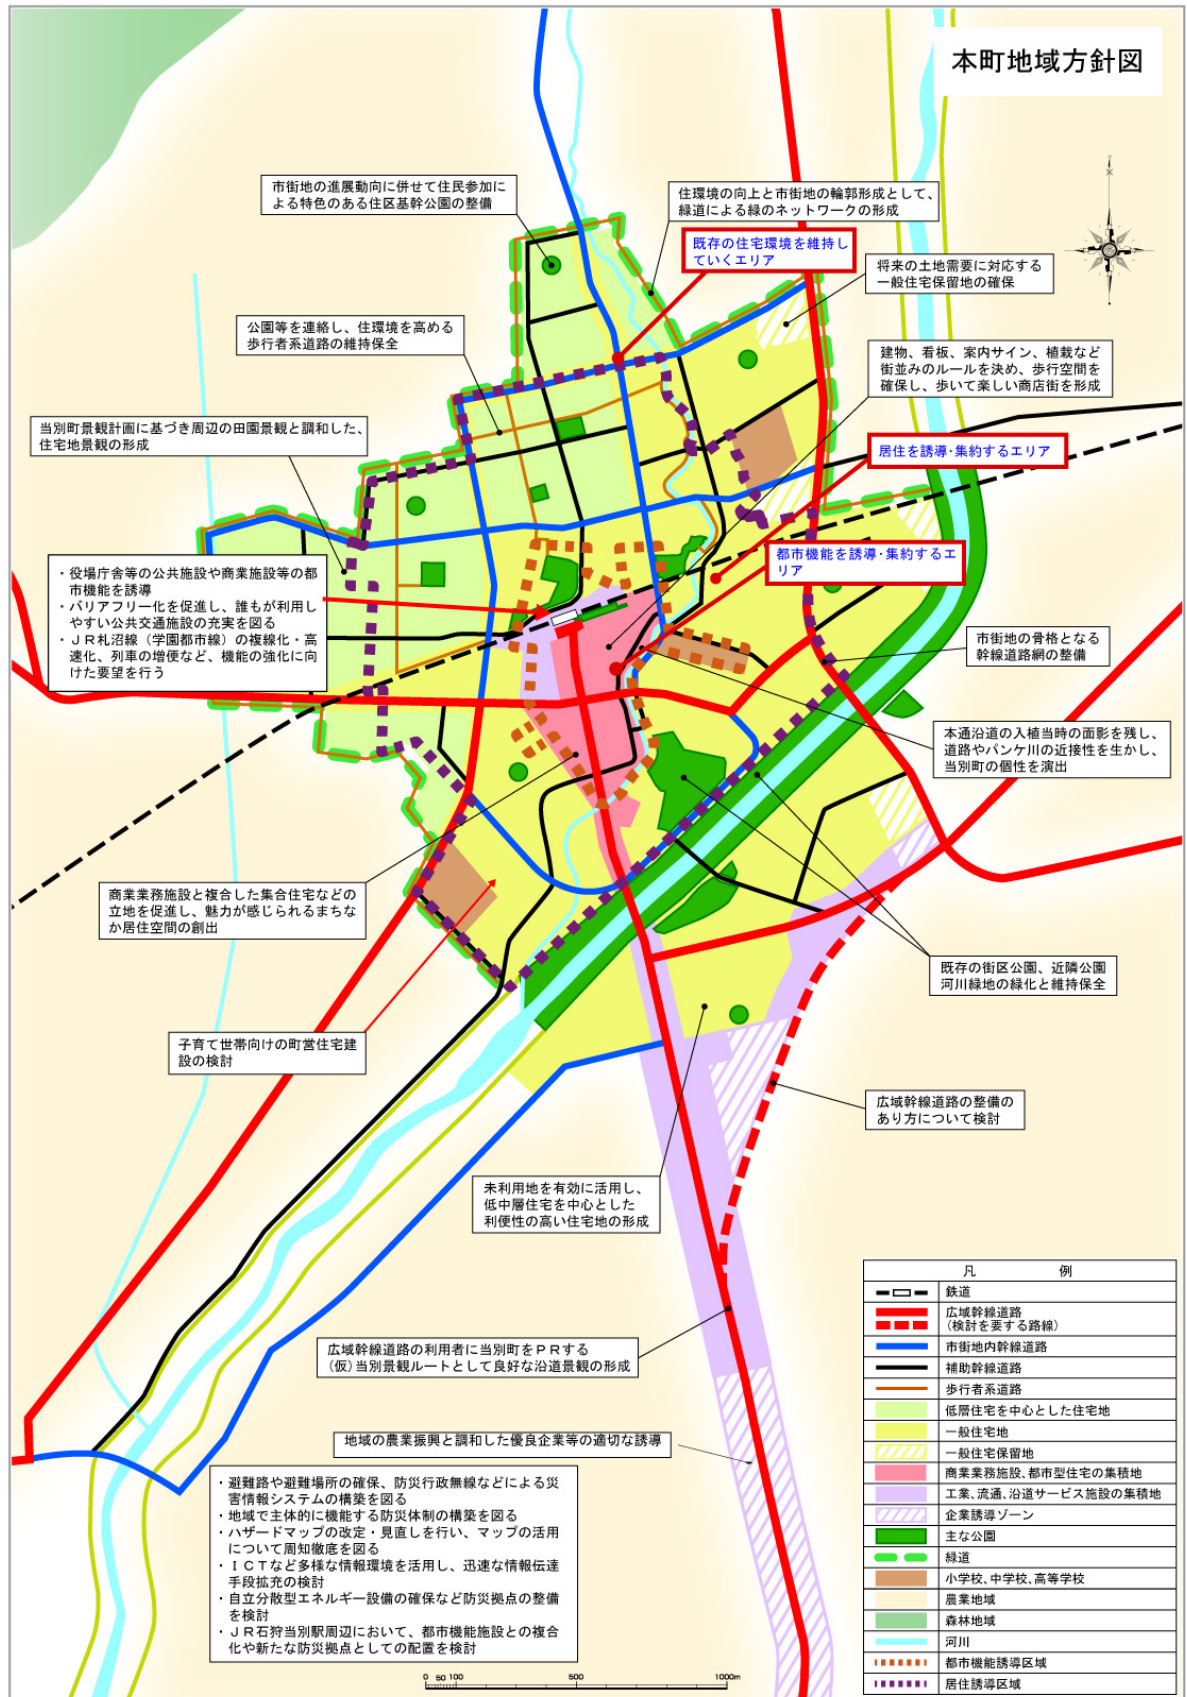 本町地域方針図
市街地の進展動向に併せて住民参加に
よる特色のある住区基幹公園の整備
住環境の向上と市街地の輪郭形成として、
緑道による緑のネットワークの形成
既存の住宅環境を維持し
ていくエリア
将来の土地需要に対応する
一般住宅保留地の確保
公園等を連絡し、住環境を高める
歩行者系道路の維持保全
建物、看板、案内サイン、植栽など
街並みのルールを決め、歩行空間を
確保し、歩いて楽しい商店街を形成
当別町景観計画に基づき周辺の田園景観と調和した、
住宅地景観の形成
居住を誘導・集約するエリア
都市機能を誘導・集約するエ
リア
・役場庁舎等の公共施設や商業施設等の都
市機能を誘導
・バリアフリー化を促進し、誰もが利用し
やすい公共交通施設の充実を図る
・ＪＲ札沼線（学園都市線）の複線化・高
速化、列車の増便など、機能の強化に向
けた要望を行う
市街地の骨格となる
幹線道路網の整備
本通沿道の入植当時の面影を残し、
道路やパンケ川の近接性を生かし、
当別町の個性を演出
商業業務施設と複合した集合住宅などの
立地を促進し、魅力が感じられるまちな
か居住空間の創出
既存の街区公園、近隣公園
河川緑地の緑化と維持保全
子育て世帯向けの町営住宅建
設の検討
広域幹線道路の整備の
あり方について検討
未利用地を有効に活用し、
低中層住宅を中心とした
利便性の高い住宅地の形成
広域幹線道路の利用者に当別町をＰＲする
(仮)当別景観ルートとして良好な沿道景観の形成
地域の農業振興と調和した優良企業等の適切な誘導
・避難路や避難場所の確保、防災行政無線などによる災
害情報システムの構築を図る
・地域で主体的に機能する防災体制の構築を図る
・ハザードマップの改定・見直しを行い、マップの活用
について周知徹底を図る
・ＩＣＴなど多様な情報環境を活用し、迅速な情報伝達
手段拡充の検討
・自立分散型エネルギー設備の確保など防災拠点の整備
を検討
・ＪＲ石狩当別駅周辺において、都市機能施設との複合
化や新たな防災拠点としての配置を検討
凡 例
鉄道
広域幹線道路
(検討を要する路線)
市街地内幹線道路
補助幹線道路
歩行者系道路
低層住宅を中心とした住宅地
一般住宅地
一般住宅保留地
商業業務施設、都市型住宅の集積地
工業、流通、沿道サービス施設の集積地
企業誘導ゾーン
主な公園
緑道
小学校、中学校、高等学校
農業地域
森林地域
河川
都市機能誘導区域
居住誘導区域
0 50 100 500 1000m